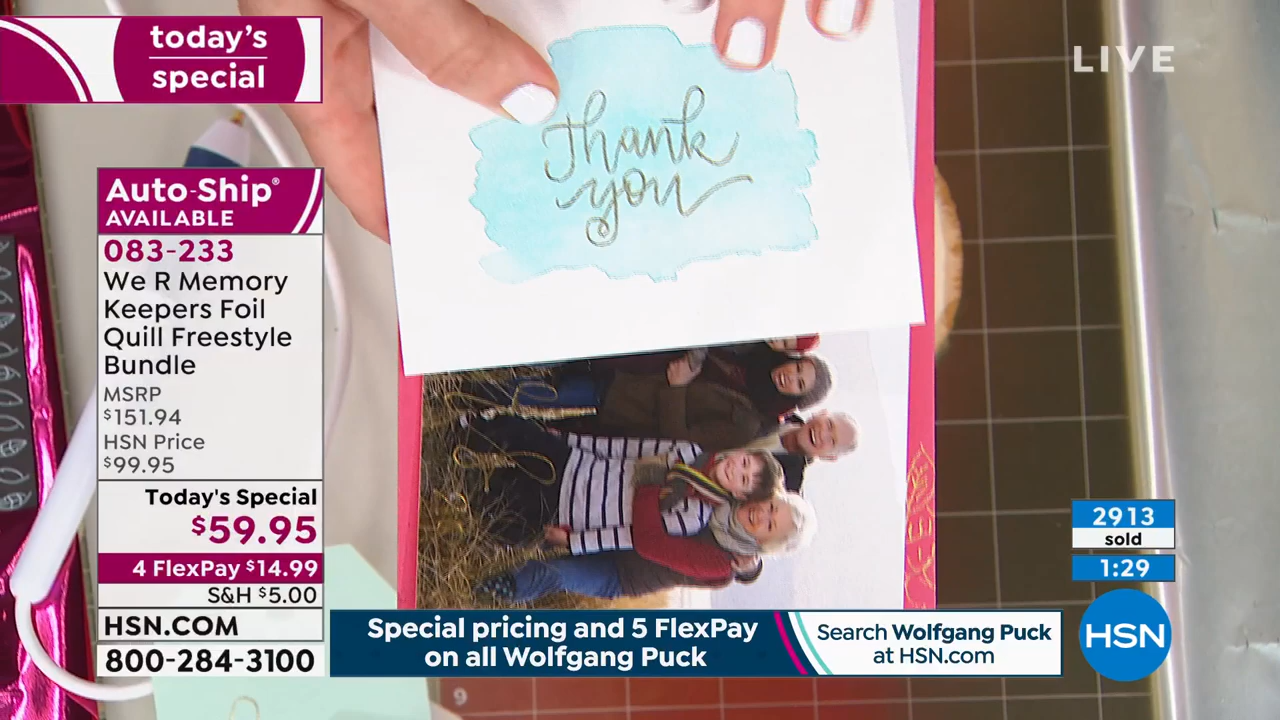 today's
special
LIVE
Thank
you
Auto-Ship®
AVAILABLE
083-233
We R Memory
Keepers Foil
Quill Freestyle
Bundle
MSRP
$151.94
HSN Price
$99.95
Today's Special
$59.95
4 FlexPay $14.99
S&H $5.00
HSN.COM
800-284-3100
2913
sold
1:29
Special pricing and 5 FlexPay
on all Wolfgang Puck
Search Wolfgang Puck
at HSN.com
HSN
9